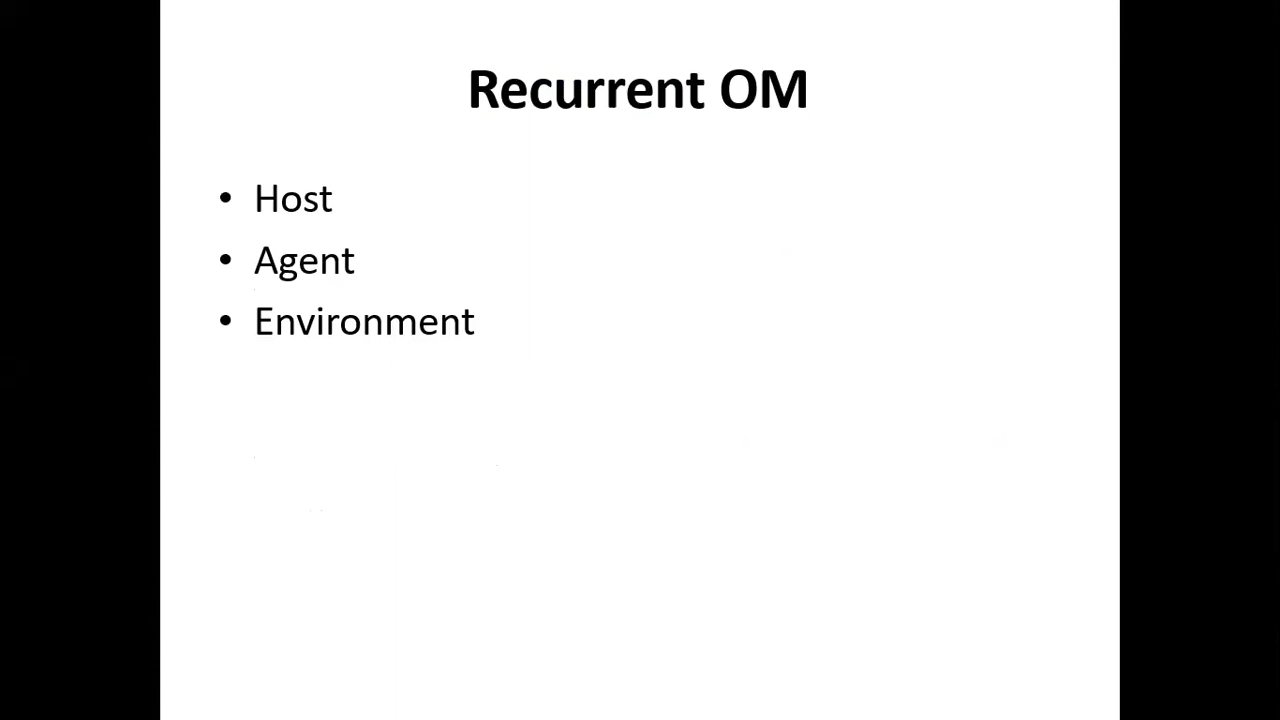 Recurrent OM
• Host
• Agent
• Environment